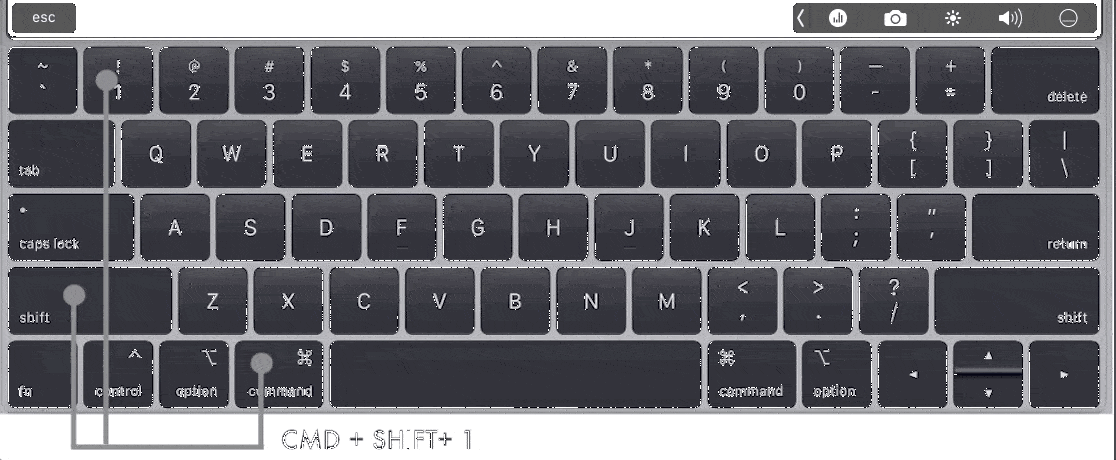 esc
~ ! @ # $ % ^ & * ( ) — +
` 1 2 3 4 5 6 7 8 9 0 - = delete
tab Q W E R T Y U I O P { [ } ] | \
caps lock A S D F G H J K L : ; " ' return
shift Z X C V B N M < , > . ? / shift
fn ^ control ⌥ option ⌘ command ⌘ command ⌥ option ◀ ▲ ▼ ▶
CMD + SHIFT + 1